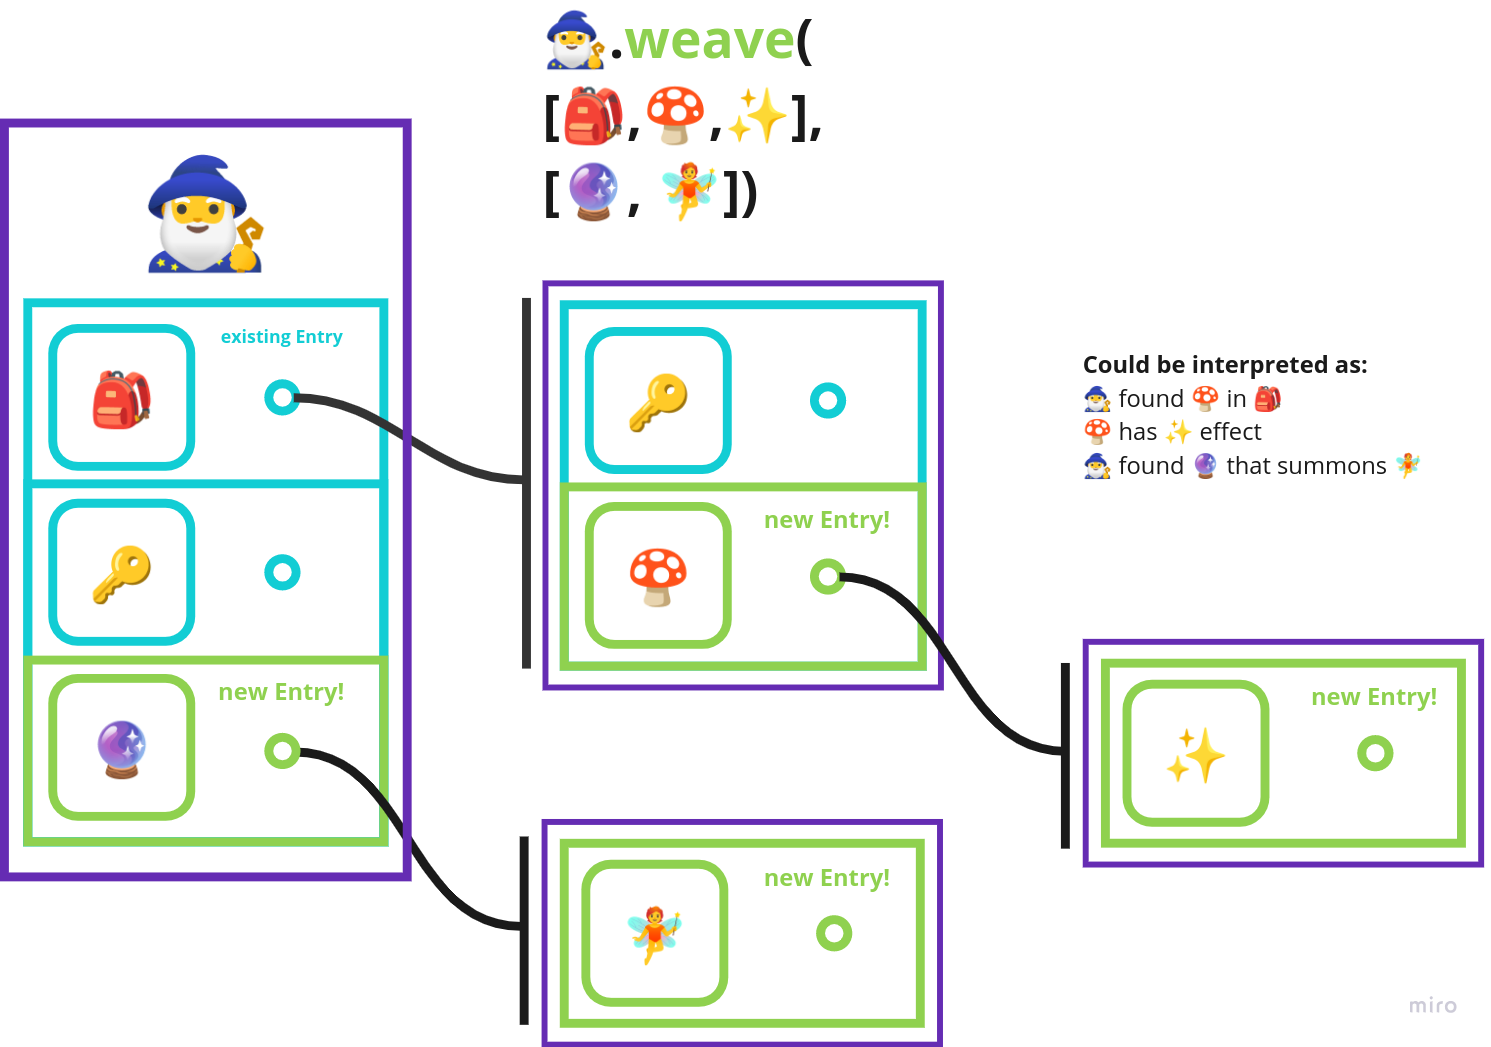 🧙‍♂️.weave(
[🎒,🍄,✨],
[🔮, 🧚])
existing Entry
new Entry!
new Entry!
new Entry!
new Entry!
Could be interpreted as:
🧙‍♂️ found 🍄 in 🎒
🍄 has ✨ effect
🧙‍♂️ found 🔮 that summons 🧚
miro